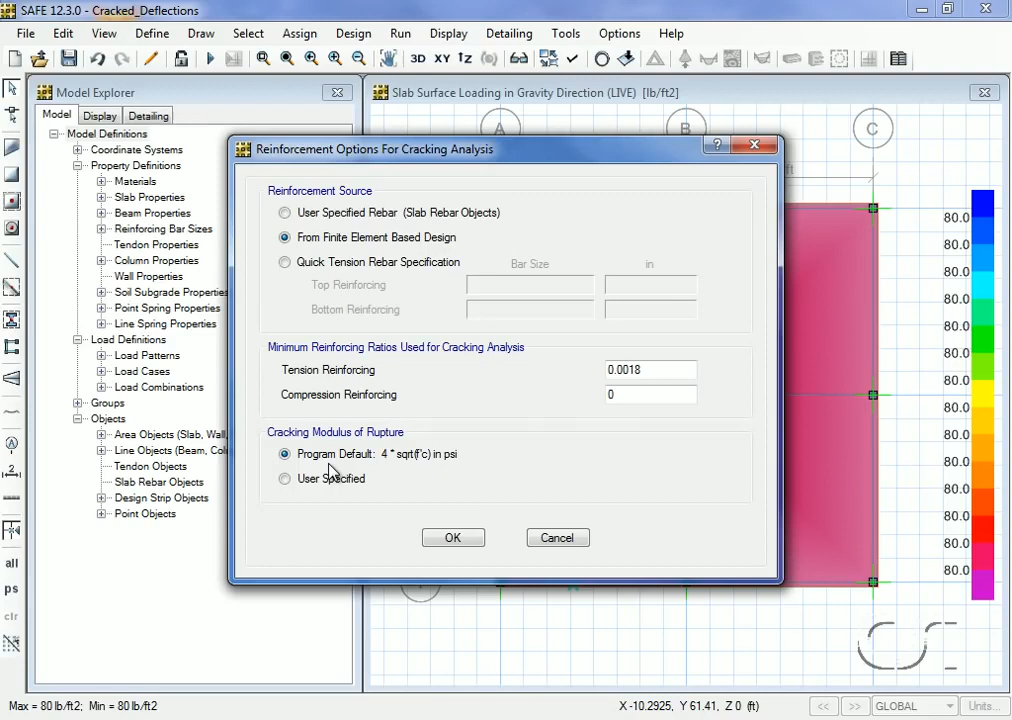 SAFE 12.3.0 - Cracked_Deflections
File Edit View Define Draw Select Assign Design Run Display Detailing Tools Options Help
3D XY
Model Explorer
Model Display Detailing
Model Definitions
Coordinate Systems
Property Definitions
Materials
Slab Properties
Beam Properties
Reinforcing Bar Sizes
Tendon Properties
Column Properties
Wall Properties
Soil Subgrade Properties
Point Spring Properties
Line Spring Properties
Load Definitions
Load Patterns
Load Cases
Load Combinations
Groups
Objects
Area Objects (Slab, Wall,
Line Objects (Beam, Col
Tendon Objects
Slab Rebar Objects
Design Strip Objects
Point Objects
all
ps
clr
Slab Surface Loading in Gravity Direction (LIVE) [lb/ft2]
A B C
ft
Reinforcement Options For Cracking Analysis
Reinforcement Source
User Specified Rebar (Slab Rebar Objects)
From Finite Element Based Design
Quick Tension Rebar Specification
Bar Size in
Top Reinforcing
Bottom Reinforcing
Minimum Reinforcing Ratios Used for Cracking Analysis
Tension Reinforcing 0.0018
Compression Reinforcing 0
Cracking Modulus of Rupture
Program Default: 4 * sqrt(f'c) in psi
User Specified
OK Cancel
80.0
80.0
80.0
80.0
80.0
80.0
80.0
80.0
80.0
80.0
80.0
80.0
80.0
80.0
CSI
Max = 80 lb/ft2; Min = 80 lb/ft2
X -10.2925, Y 61.41, Z 0 (ft)
<< >> GLOBAL Units...